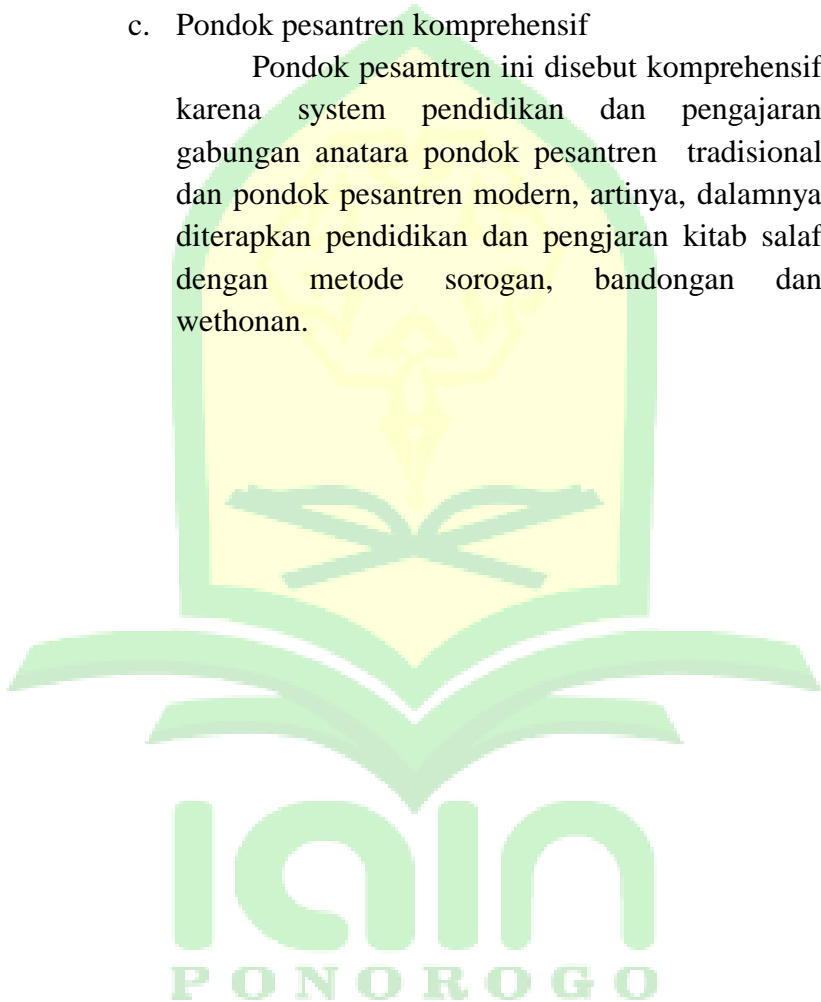 c. Pondok pesantren komprehensif
Pondok pesamtren ini disebut komprehensif
karena system pendidikan dan pengajaran
gabungan anatara pondok pesantren tradisional
dan pondok pesantren modern, artinya, dalamnya
diterapkan pendidikan dan pengjaran kitab salaf
dengan metode sorogan, bandongan dan
wethonan.
iain
PONOROGO